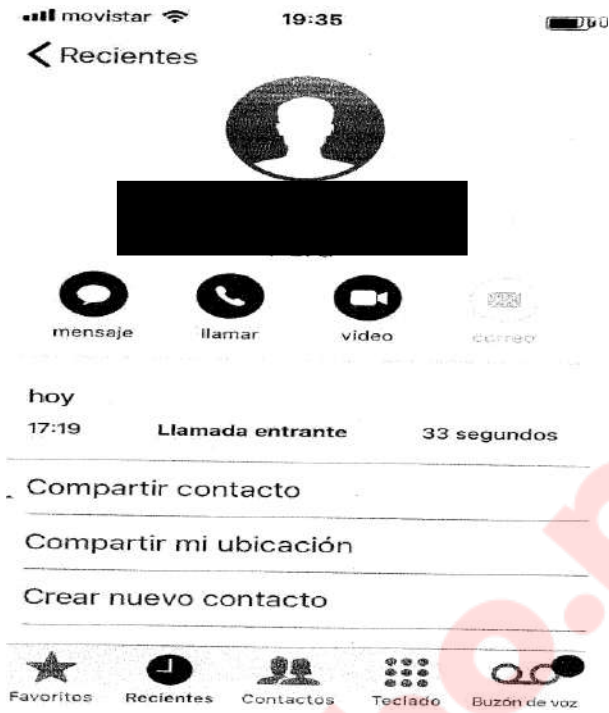 movistar 19:35
Recientes
mensaje llamar video correo
hoy
17:19 Llamada entrante 33 segundos
Compartir contacto
Compartir mi ubicación
Crear nuevo contacto
Favoritos Recientes Contactos Teclado Buzón de voz